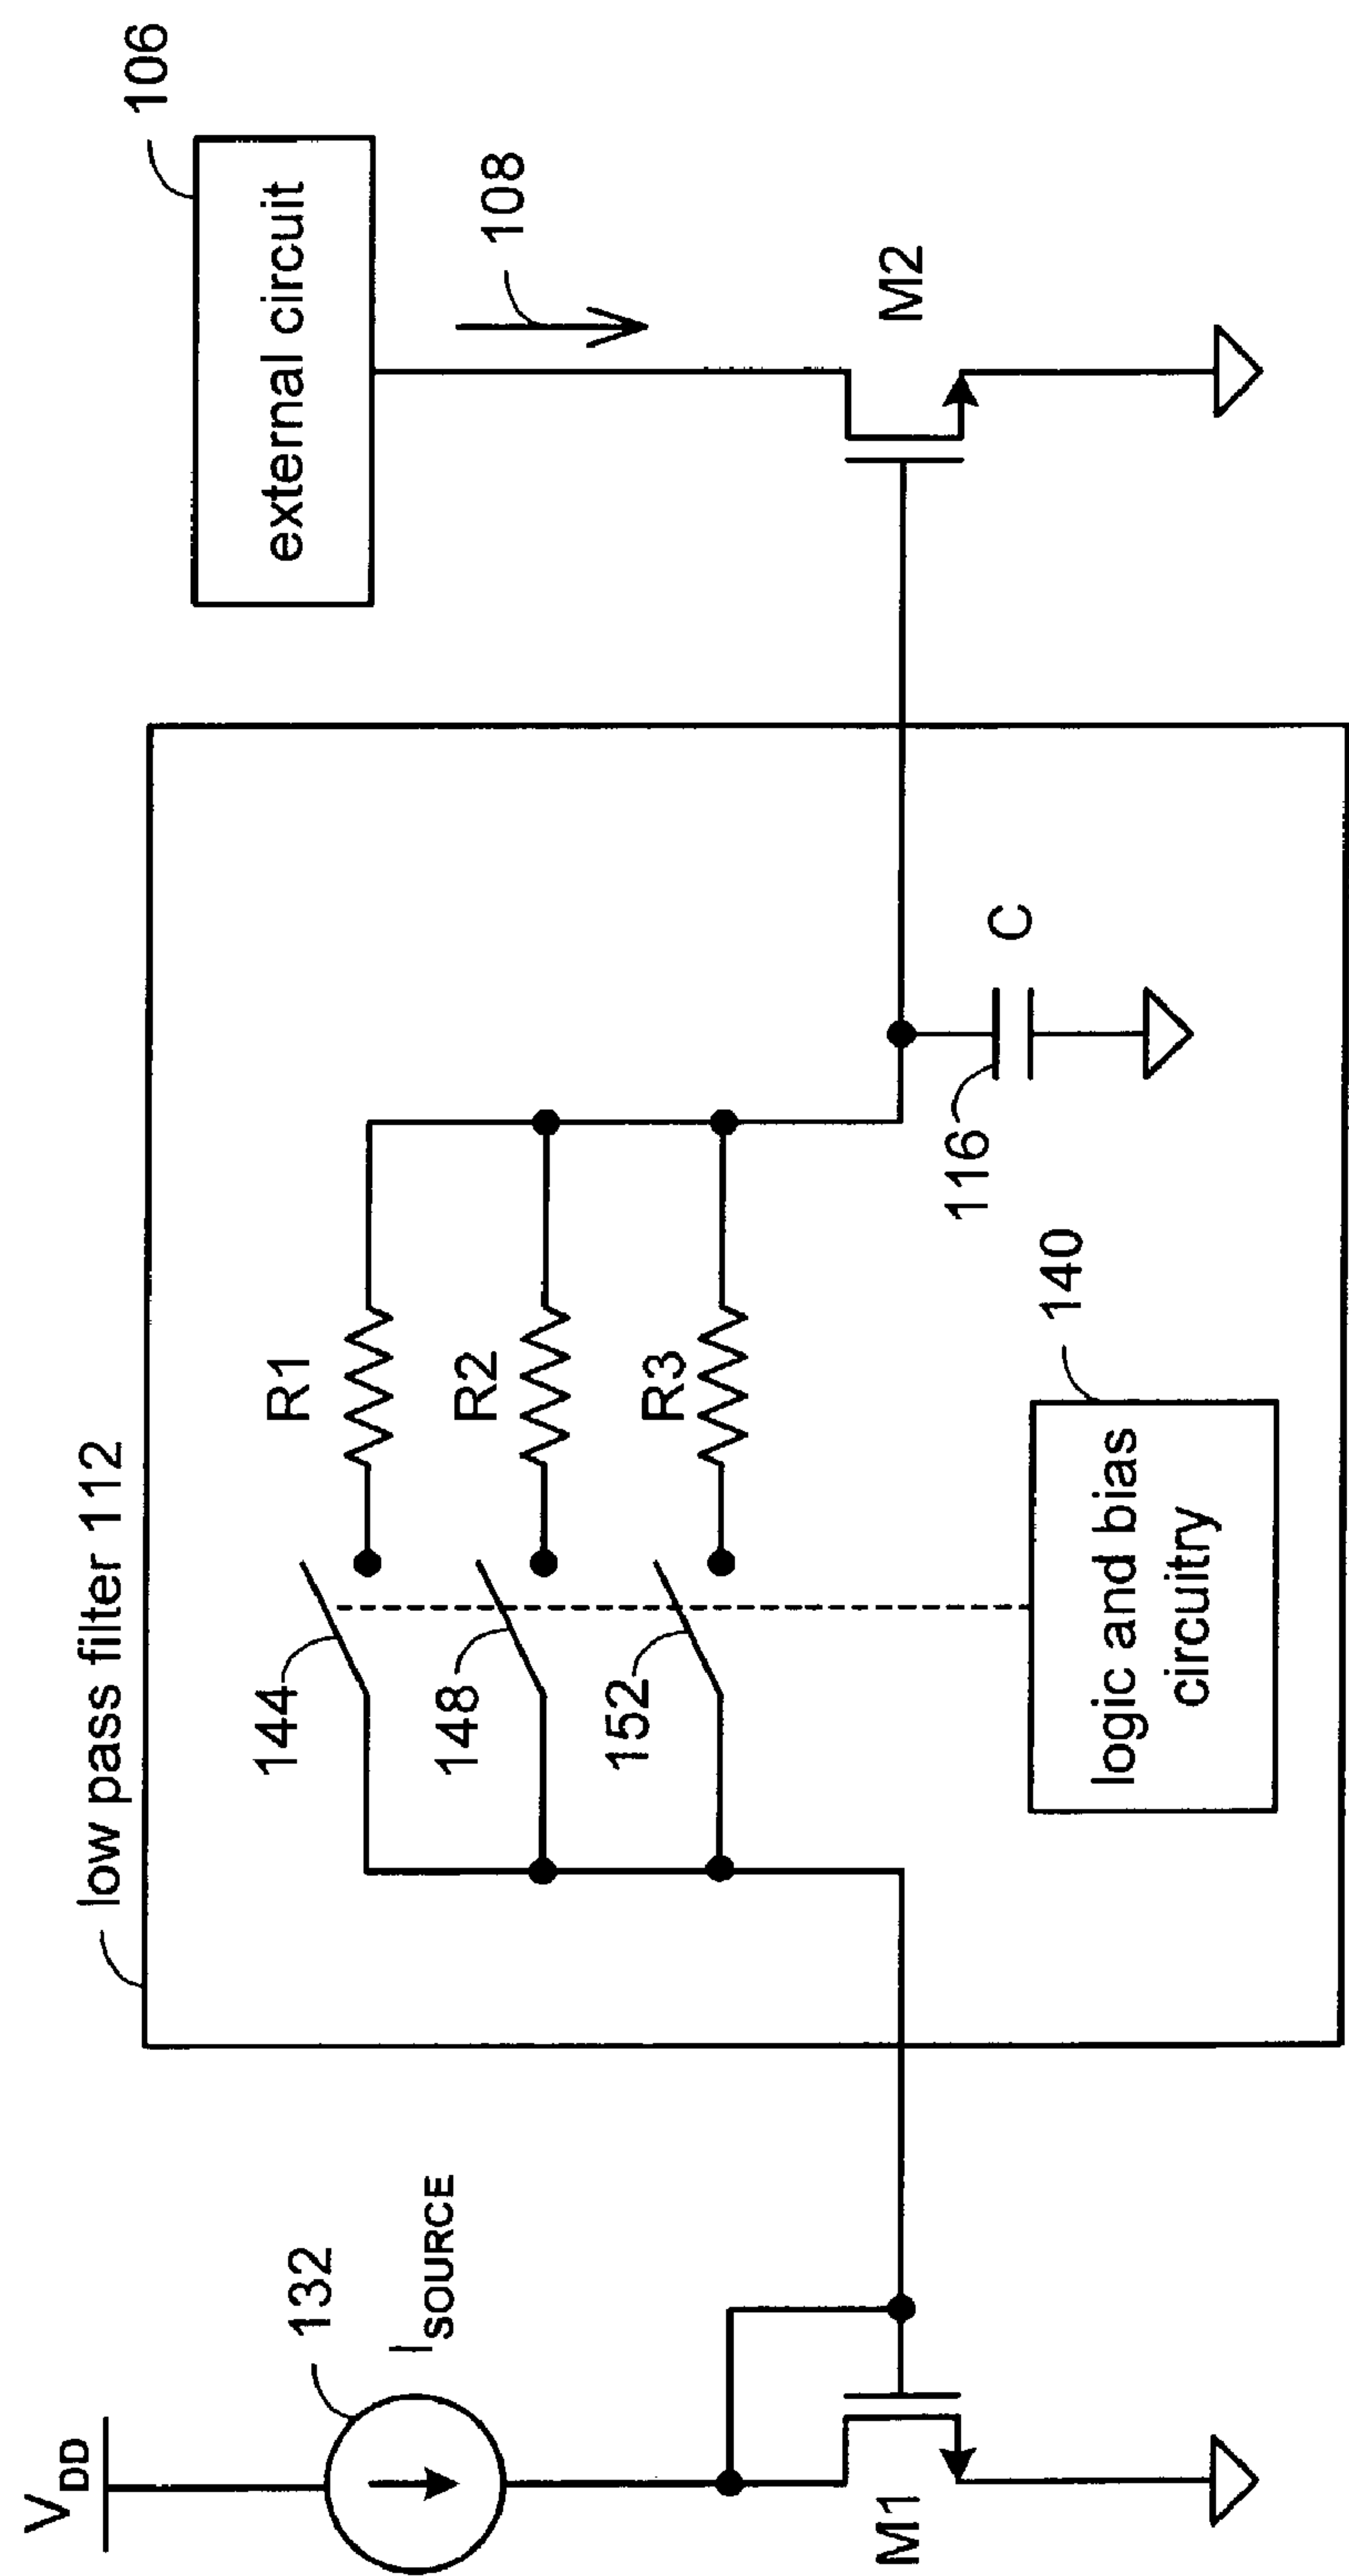 V_DD
132
I_SOURCE
M1
low pass filter 112
144
148
152
R1
R2
R3
116
C
logic and bias
circuitry
140
106
external circuit
108
M2